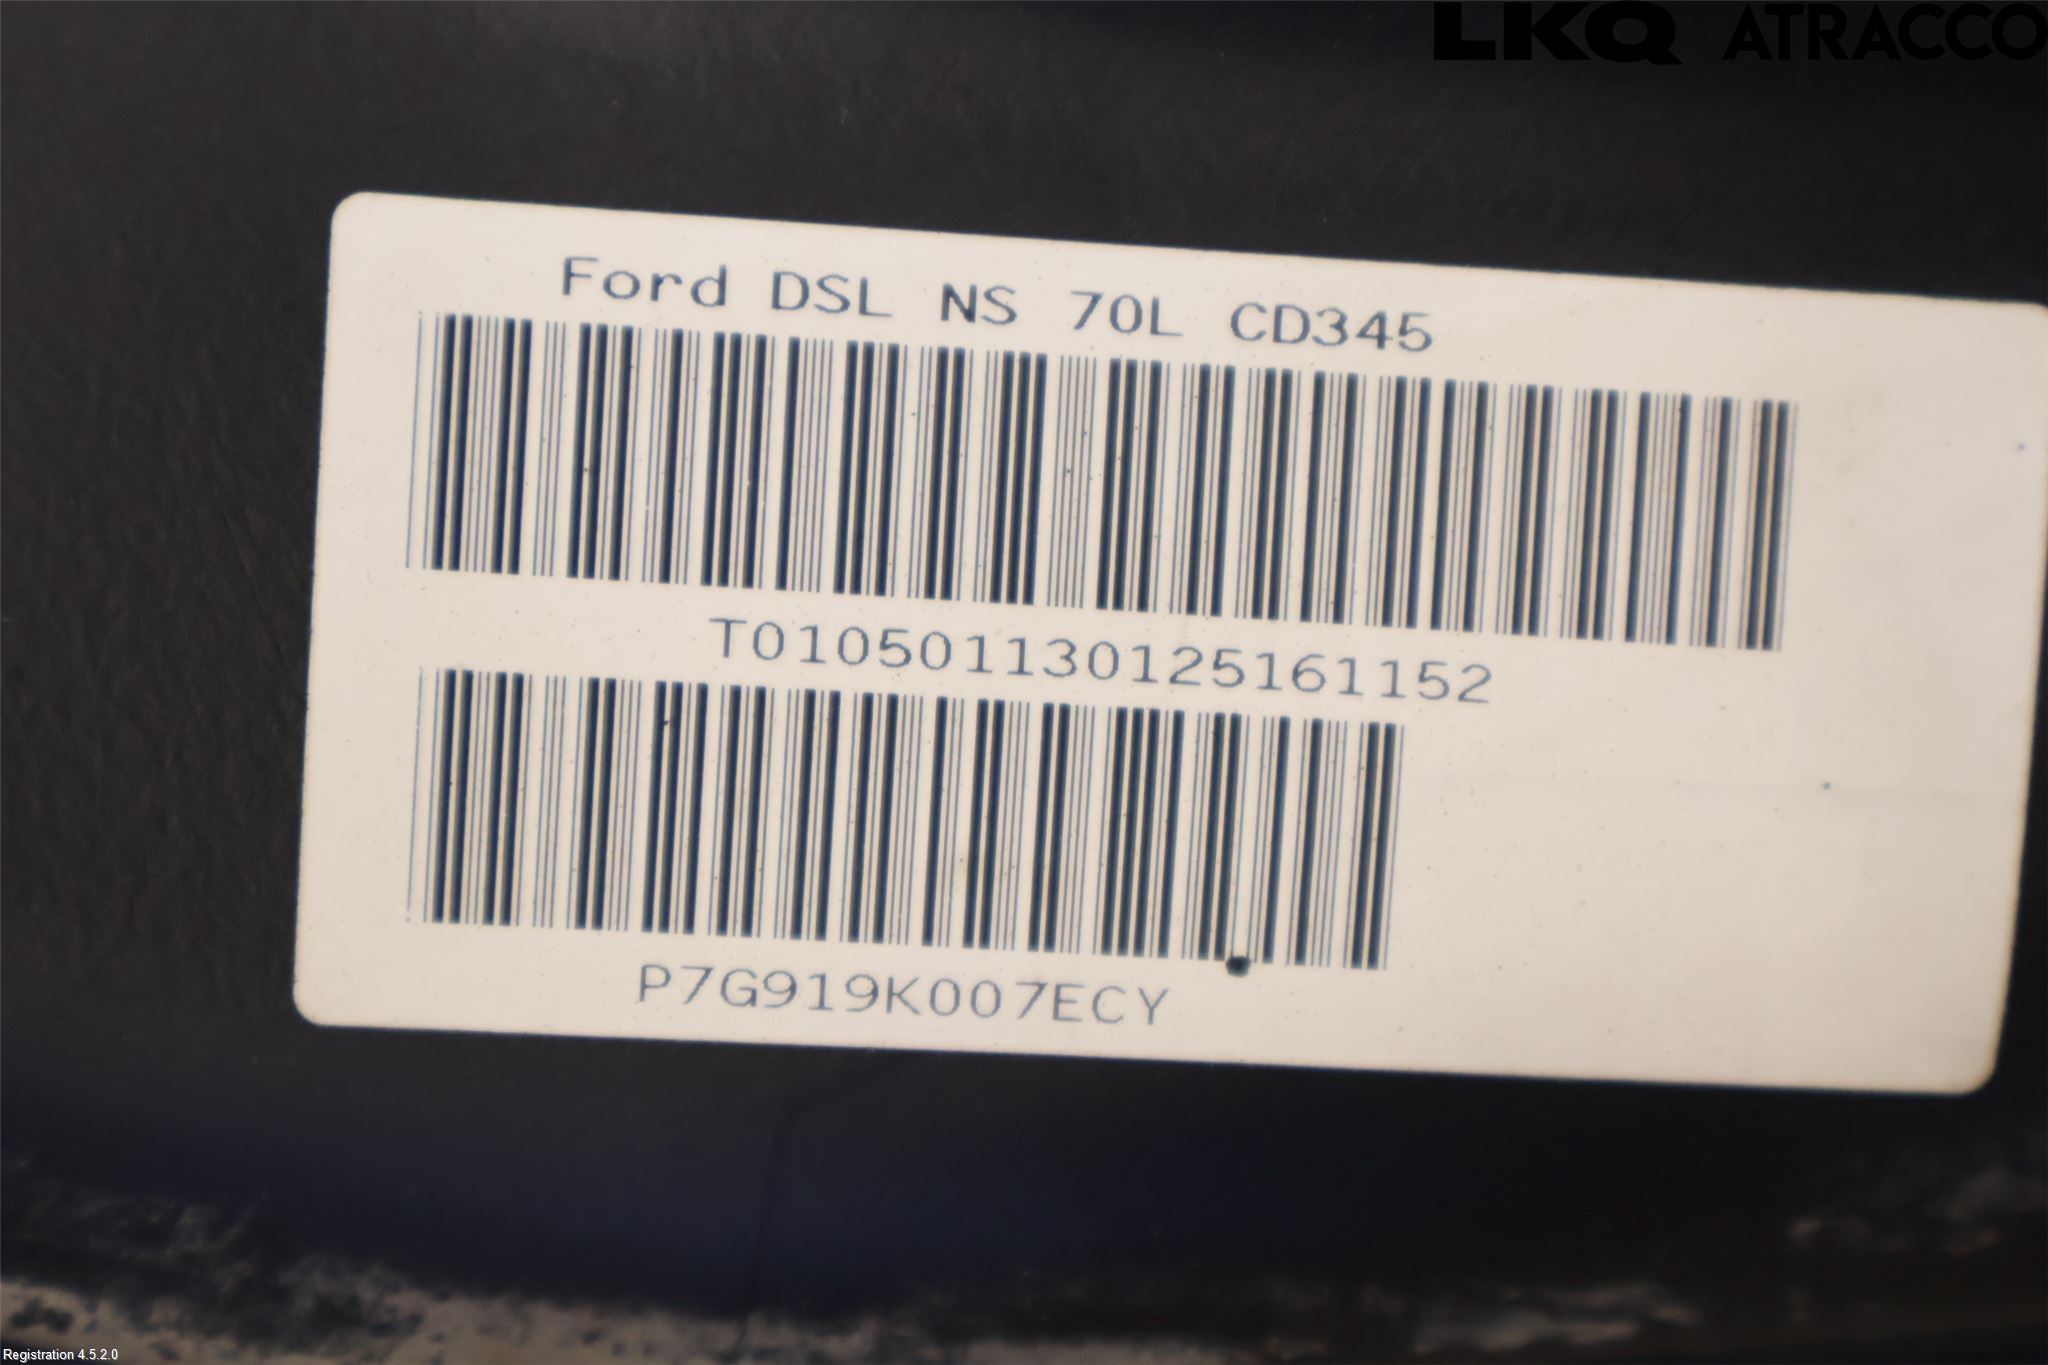 LKQ ATRACCO
Ford DSL NS 70L CD345
T010501130125161152
P7G919K007ECY
Registration 4.5.2.0